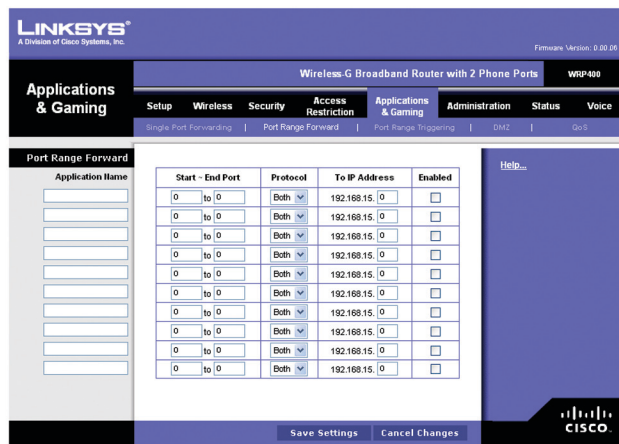 LINKSYS®
A Division of Cisco Systems, Inc.
Firmware Version: 0.00.06
Wireless-G Broadband Router with 2 Phone Ports WRP400
Applications & Gaming
Setup Wireless Security Access Restriction Applications & Gaming Administration Status Voice
Single Port Forwarding | Port Range Forward | Port Range Triggering | DMZ | QoS
Port Range Forward
Help...
Application Name Start ~ End Port Protocol To IP Address Enabled
0 to 0 Both 192.168.15. 0
0 to 0 Both 192.168.15. 0
0 to 0 Both 192.168.15. 0
0 to 0 Both 192.168.15. 0
0 to 0 Both 192.168.15. 0
0 to 0 Both 192.168.15. 0
0 to 0 Both 192.168.15. 0
0 to 0 Both 192.168.15. 0
0 to 0 Both 192.168.15. 0
0 to 0 Both 192.168.15. 0
Save Settings Cancel Changes
CISCO.